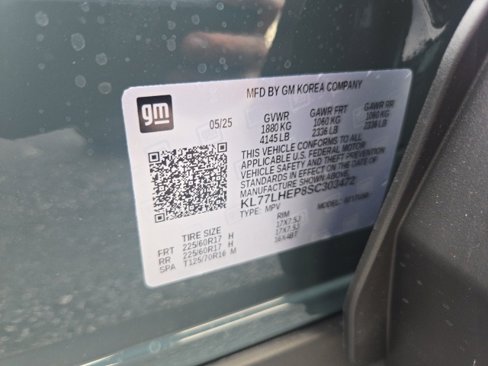 MFD BY GM KOREA COMPANY
gm
05/25
GVWR GAWR FRT GAWR RR
1880 KG 1060 KG 1060 KG
4145 LB 2336 LB 2336 LB
THIS VEHICLE CONFORMS TO ALL
APPLICABLE U.S. FEDERAL MOTOR
VEHICLE SAFETY AND THEFT PREVENTION
STANDARDS IN EFFECT ON THE DATE OF
MANUFACTURE SHOWN ABOVE.
KL77LHEP8SC303472
TYPE: MPV MODEL:
TIRE SIZE RIM
FRT 225/60R17 H 17X7.5J
RR 225/60R17 H 17X7.5J
SPA T125/70R16 M 16X4BT